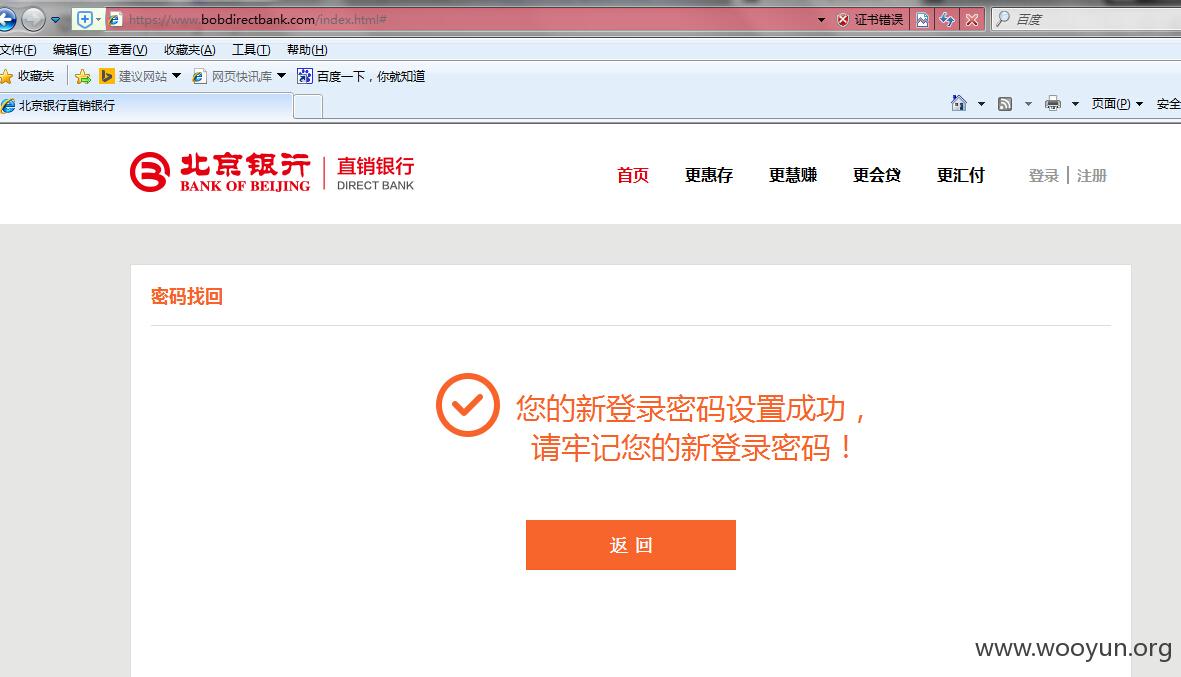 https://www.bobdirectbank.com/index.html#
证书错误
百度
文件(F) 编辑(E) 查看(V) 收藏夹(A) 工具(T) 帮助(H)
收藏夹 建议网站 网页快讯库 百度一下，你就知道
北京银行直销银行
页面(P) 安全
北京银行 直销银行
BANK OF BEIJING DIRECT BANK
首页 更惠存 更慧赚 更会贷 更汇付 登录 注册
密码找回
您的新登录密码设置成功，
请牢记您的新登录密码！
返 回
www.wooyun.org